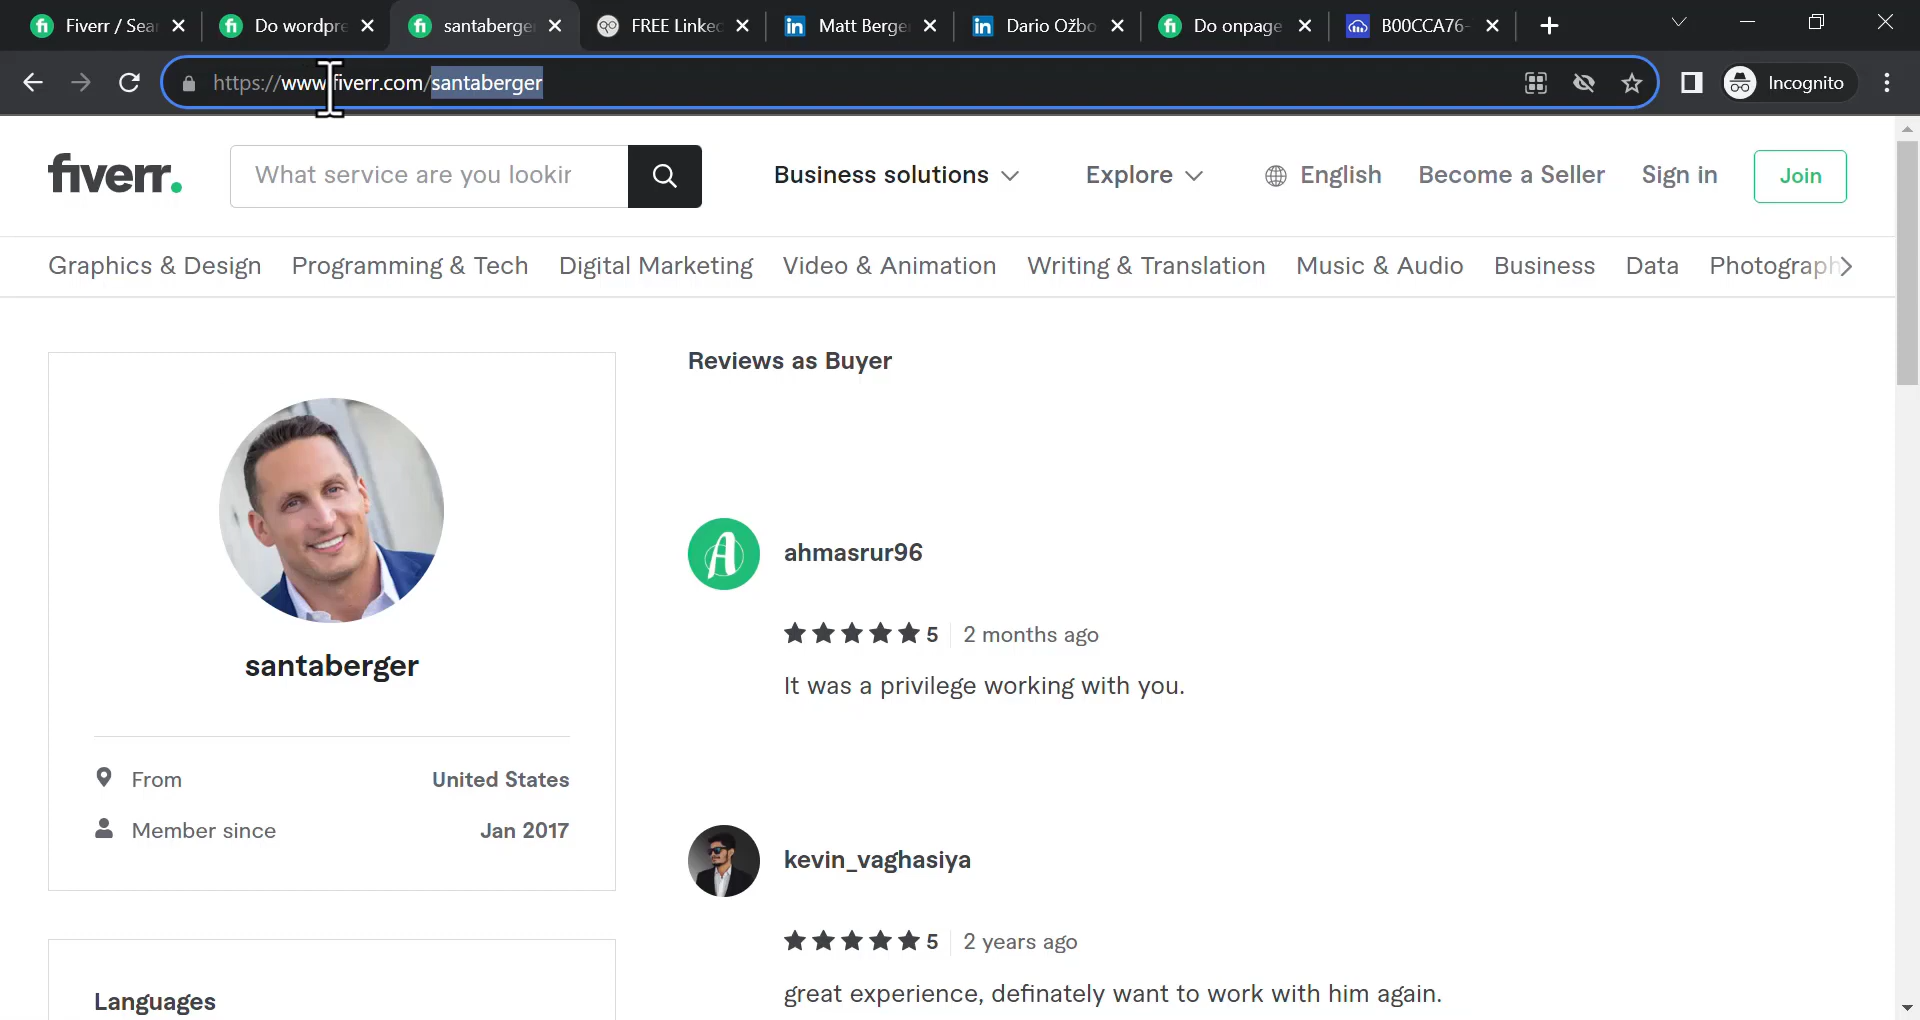 Fiverr / Sea
Do wordpre
santaberge
FREE Linked
Matt Berge
Dario Ožbo
Do onpage
B00CCA76-
https://www.fiverr.com/santaberger
Incognito
fiverr.
What service are you lookir
Business solutions
Explore
English
Become a Seller
Sign in
Join
Graphics & Design
Programming & Tech
Digital Marketing
Video & Animation
Writing & Translation
Music & Audio
Business
Data
Photograph
Reviews as Buyer
santaberger
From
United States
Member since
Jan 2017
Languages
ahmasrur96
5
2 months ago
It was a privilege working with you.
kevin_vaghasiya
5
2 years ago
great experience, definately want to work with him again.